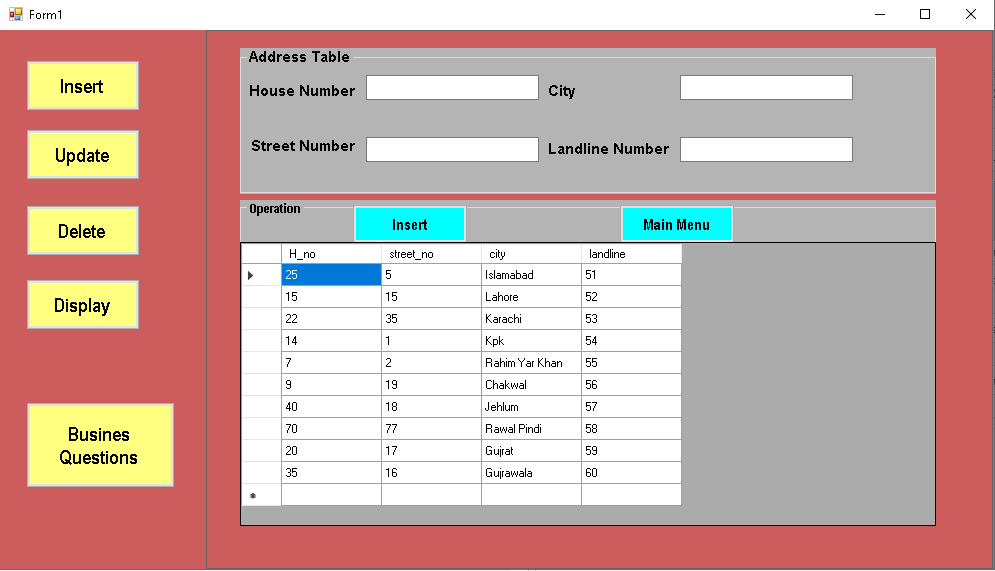 Form1
Insert
Update
Delete
Display
Busines
Questions
Address Table
House Number
City
Street Number
Landline Number
Operation
Insert
Main Menu
H_no street_no city landline
25 5 Islamabad 51
15 15 Lahore 52
22 35 Karachi 53
14 1 Kpk 54
7 2 Rahim Yar Khan 55
9 19 Chakwal 56
40 18 Jehlum 57
70 77 Rawal Pindi 58
20 17 Gujrat 59
35 16 Gujrawala 60